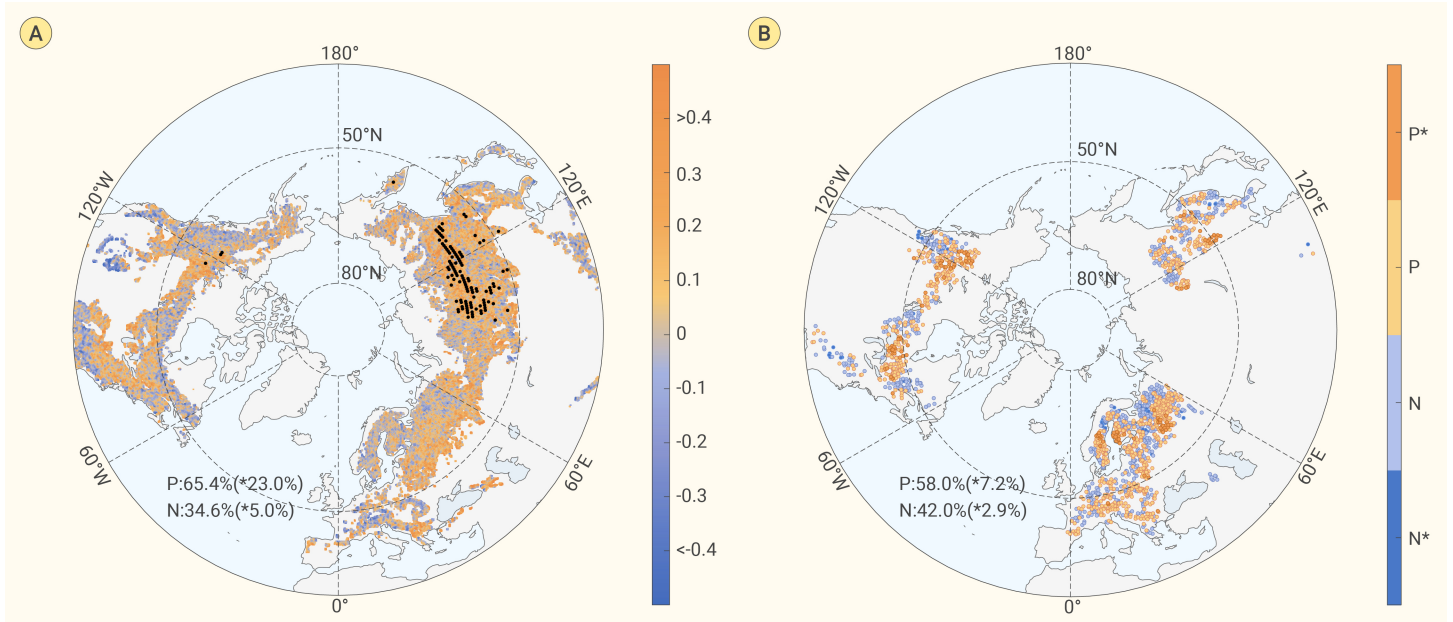 A
180°
50°N
120°W
120°E
80°N
60°W
60°E
P:65.4%(*23.0%)
N:34.6%(*5.0%)
0°
>0.4
0.3
0.2
0.1
0
-0.1
-0.2
-0.3
<-0.4
B
180°
50°N
120°W
120°E
80°N
60°W
60°E
P:58.0%(*7.2%)
N:42.0%(*2.9%)
0°
P*
P
N
N*